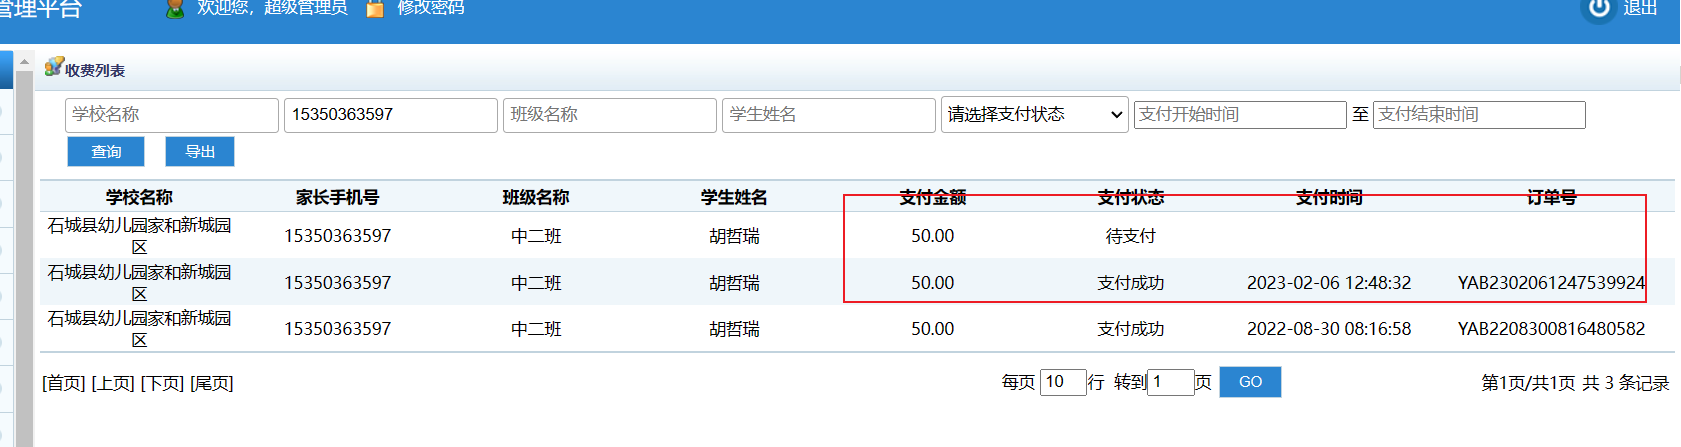 管理平台 欢迎您，超级管理员 修改密码 退出
收费列表
学校名称 15350363597 班级名称 学生姓名 请选择支付状态 支付开始时间 至 支付结束时间
查询 导出
学校名称 家长手机号 班级名称 学生姓名 支付金额 支付状态 支付时间 订单号
石城县幼儿园家和新城园
区 15350363597 中二班 胡哲瑞 50.00 待支付
石城县幼儿园家和新城园
区 15350363597 中二班 胡哲瑞 50.00 支付成功 2023-02-06 12:48:32 YAB2302061247539924
石城县幼儿园家和新城园
区 15350363597 中二班 胡哲瑞 50.00 支付成功 2022-08-30 08:16:58 YAB2208300816480582
[首页] [上页] [下页] [尾页] 每页 10 行 转到 1 页 GO 第1页/共1页 共 3 条记录